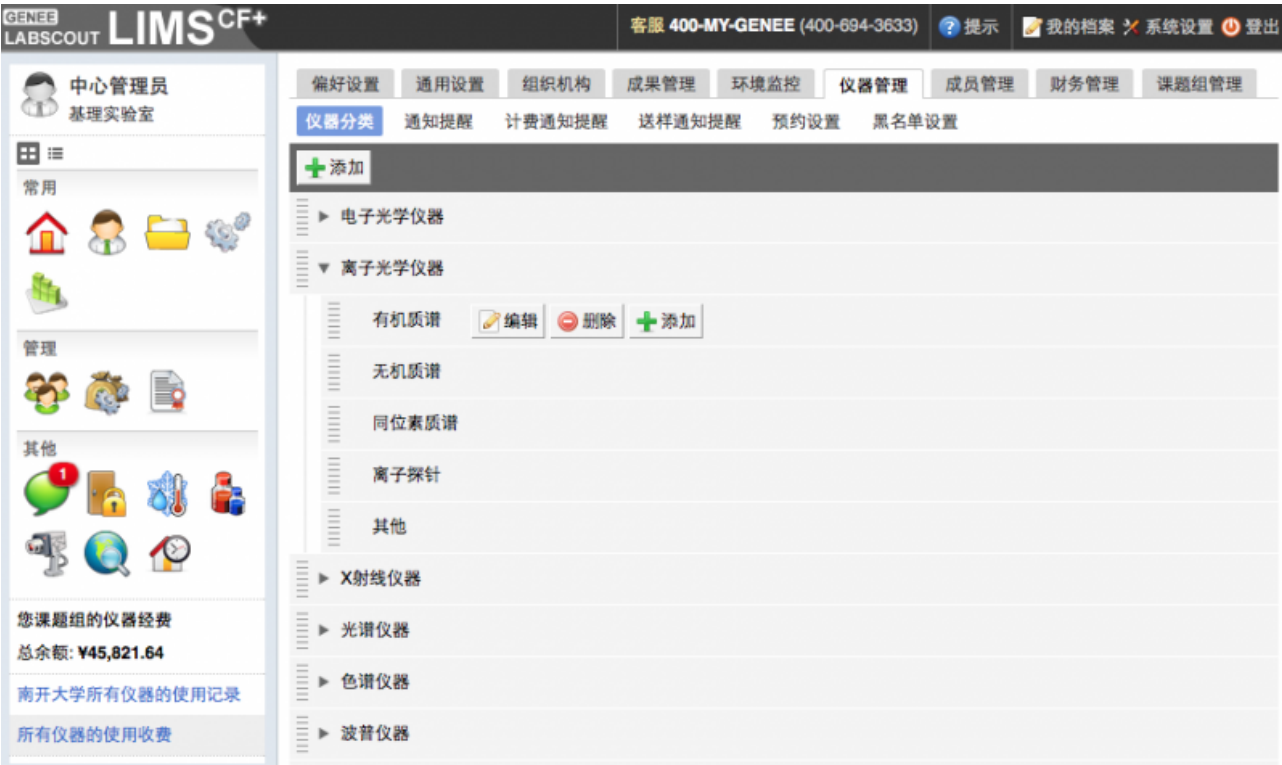 GENEE
LABSCOUT LIMS CF+
客服 400-MY-GENEE (400-694-3633) 提示 我的档案 系统设置 登出
中心管理员
基理实验室
常用
管理
其他
1
您课题组的仪器经费
总余额: ¥45,821.64
南开大学所有仪器的使用记录
所有仪器的使用收费
偏好设置 通用设置 组织机构 成果管理 环境监控 仪器管理 成员管理 财务管理 课题组管理
仪器分类 通知提醒 计费通知提醒 送样通知提醒 预约设置 黑名单设置
添加
电子光学仪器
离子光学仪器
有机质谱 编辑 删除 添加
无机质谱
同位素质谱
离子探针
其他
X射线仪器
光谱仪器
色谱仪器
波普仪器